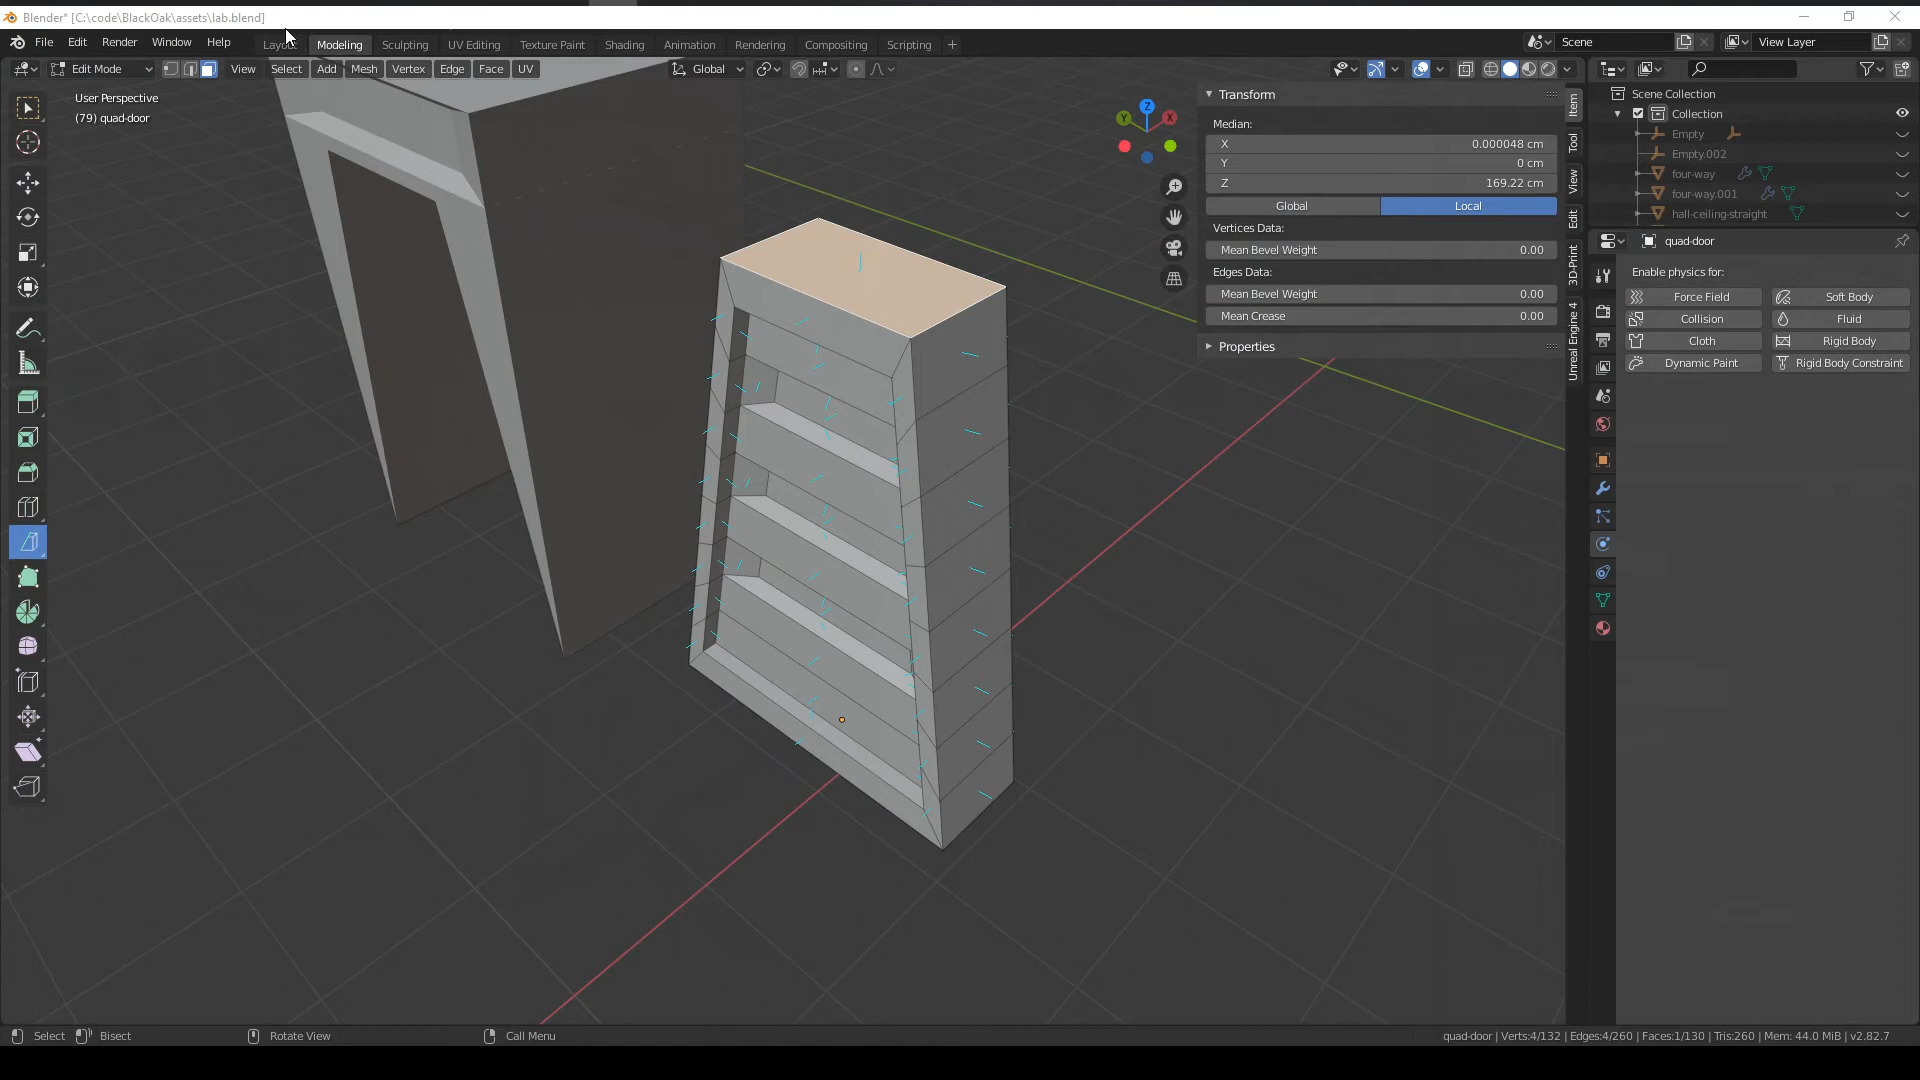 Blender* [C:\code\BlackOak\assets\lab.blend]
File Edit Render Window Help Layout Modeling Sculpting UV Editing Texture Paint Shading Animation Rendering Compositing Scripting + Scene View Layer
Edit Mode View Select Add Mesh Vertex Edge Face UV Global
User Perspective
(79) quad-door
Z
Y
X
Transform
Median:
X 0.000048 cm
Y 0 cm
Z 169.22 cm
Global Local
Vertices Data:
Mean Bevel Weight 0.00
Edges Data:
Mean Bevel Weight 0.00
Mean Crease 0.00
Properties
Item
Tool
View
Edit
3D-Print
Unreal Engine 4
Scene Collection
Collection
Empty
Empty.002
four-way
four-way.001
hall-ceiling-straight
quad-door
Enable physics for:
Force Field Soft Body
Collision Fluid
Cloth Rigid Body
Dynamic Paint Rigid Body Constraint
Select Bisect Rotate View Call Menu quad-door | Verts:4/132 | Edges:4/260 | Faces:1/130 | Tris:260 | Mem: 44.0 MiB | v2.82.7